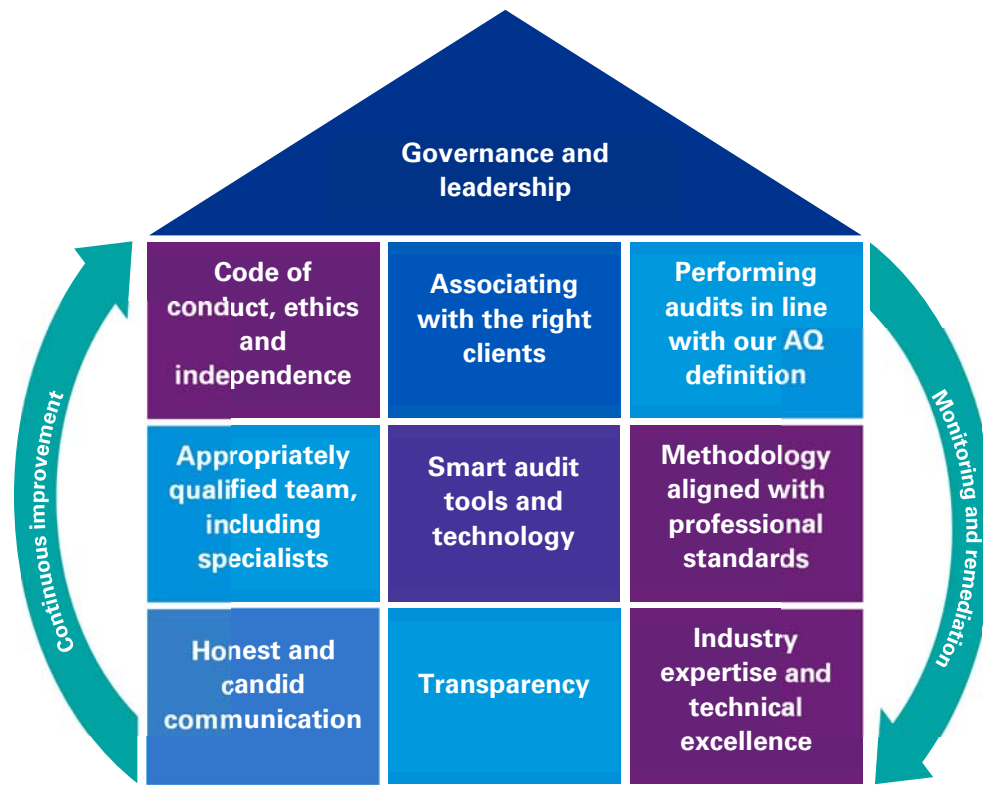 Governance and
leadership
Code of
conduct, ethics
and
independence
Associating
with the right
clients
Performing
audits in line
with our AQ
definition
Appropriately
qualified team,
including
specialists
Smart audit
tools and
technology
Methodology
aligned with
professional
standards
Honest and
candid
communication
Transparency
Industry
expertise and
technical
excellence
Continuous improvement
Monitoring and remediation